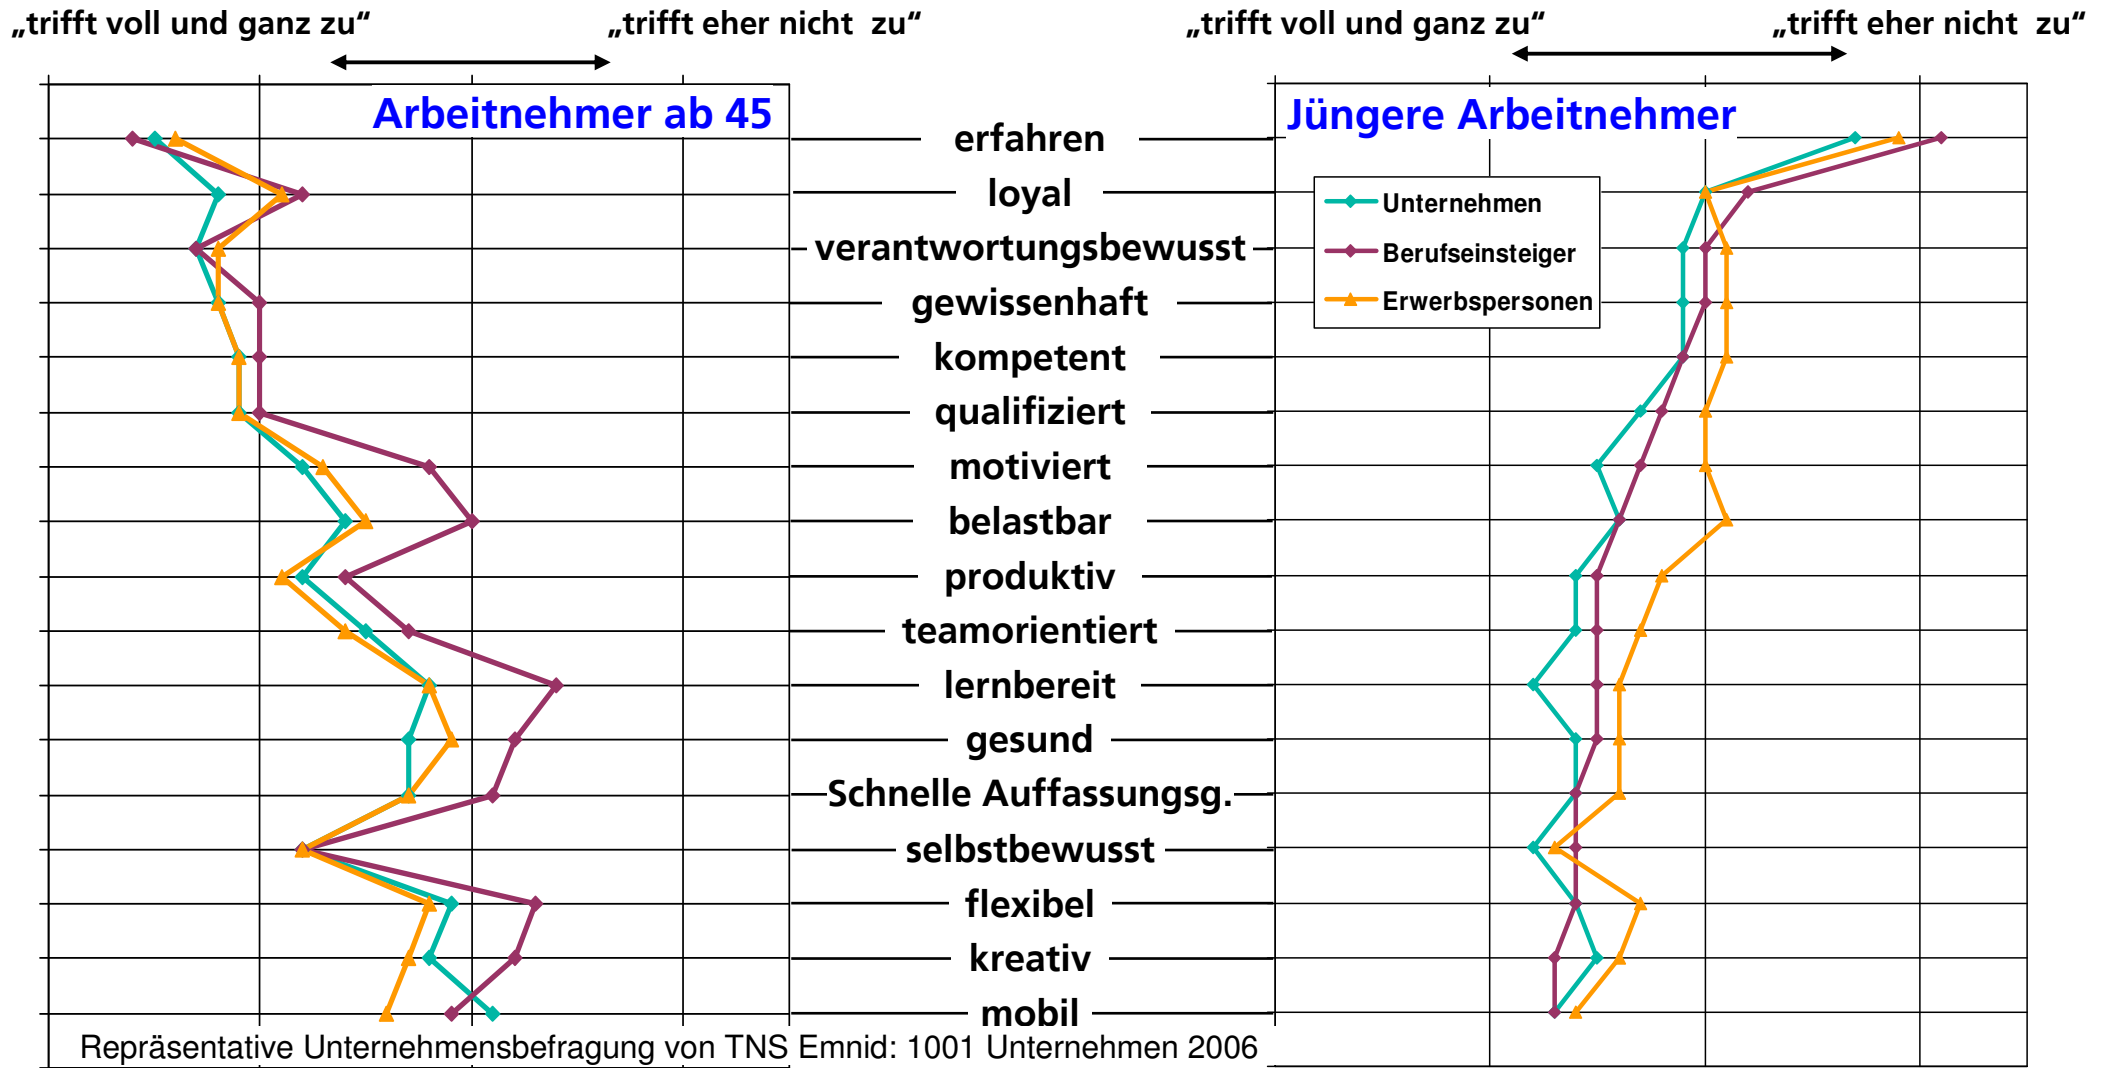 „trifft voll und ganz zu“ „trifft eher nicht  zu“ „trifft voll und ganz zu“ „trifft eher nicht  zu“
Arbeitnehmer ab 45
Jüngere Arbeitnehmer
erfahren
loyal
verantwortungsbewusst
gewissenhaft
kompetent
qualifiziert
motiviert
belastbar
produktiv
teamorientiert
lernbereit
gesund
Schnelle Auffassungsg.
selbstbewusst
flexibel
kreativ
mobil
Unternehmen
Berufseinsteiger
Erwerbspersonen
Repräsentative Unternehmensbefragung von TNS Emnid: 1001 Unternehmen 2006